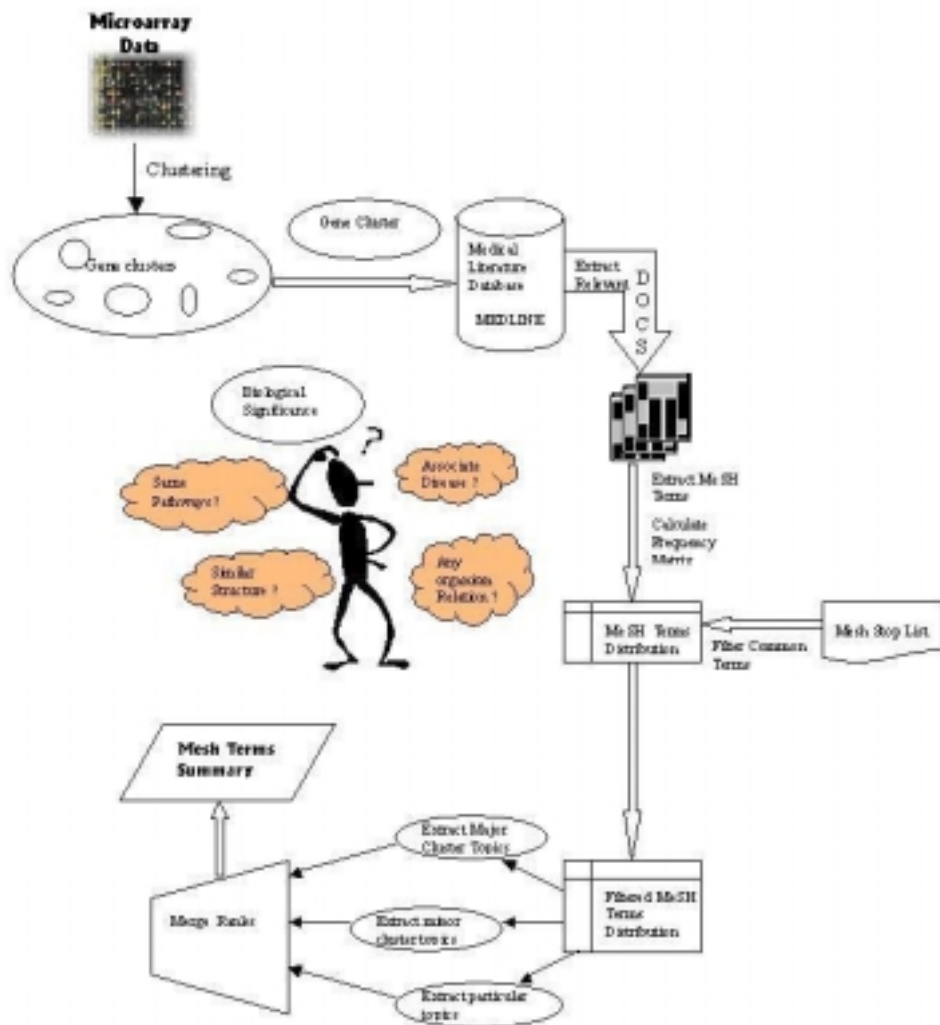 Microarray
Data
Clustering
Gene clusters
Gene Cluster
Medical
Literature
Database
MEDLINE
Extract
Relevant
DOCS
Biological
Significance
?
Same
Pathways?
Associate
Disease ?
Similar
Structure ?
Any
organism
Relation ?
Extract MeSH
Terms
Calculate
Frequency
Matrix
MeSH Terms
Distribution
Filter Common
Terms
Mesh Stop List
Mesh Terms
Summary
Extract Major
Cluster Topics
Merge Ranks
Extract minor
cluster topics
Filtered MeSH
Terms
Distribution
Extract particular
topics